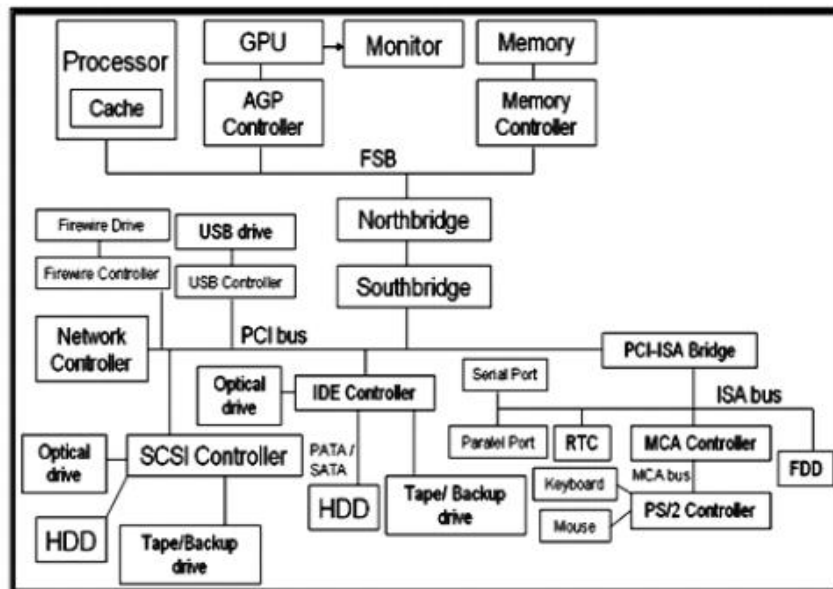 Processor
Cache
GPU
Monitor
Memory
AGP
Controller
Memory
Controller
FSB
Northbridge
Southbridge
Firewire Drive
Firewire Controller
USB drive
USB Controller
Network
Controller
PCI bus
PCI-ISA Bridge
Optical
drive
IDE Controller
Serial Port
ISA bus
Paralel Port
RTC
MCA Controller
FDD
Optical
drive
SCSI Controller
PATA /
SATA
HDD
Tape/ Backup
drive
MCA bus
Keyboard
Mouse
PS/2 Controller
HDD
Tape/Backup
drive